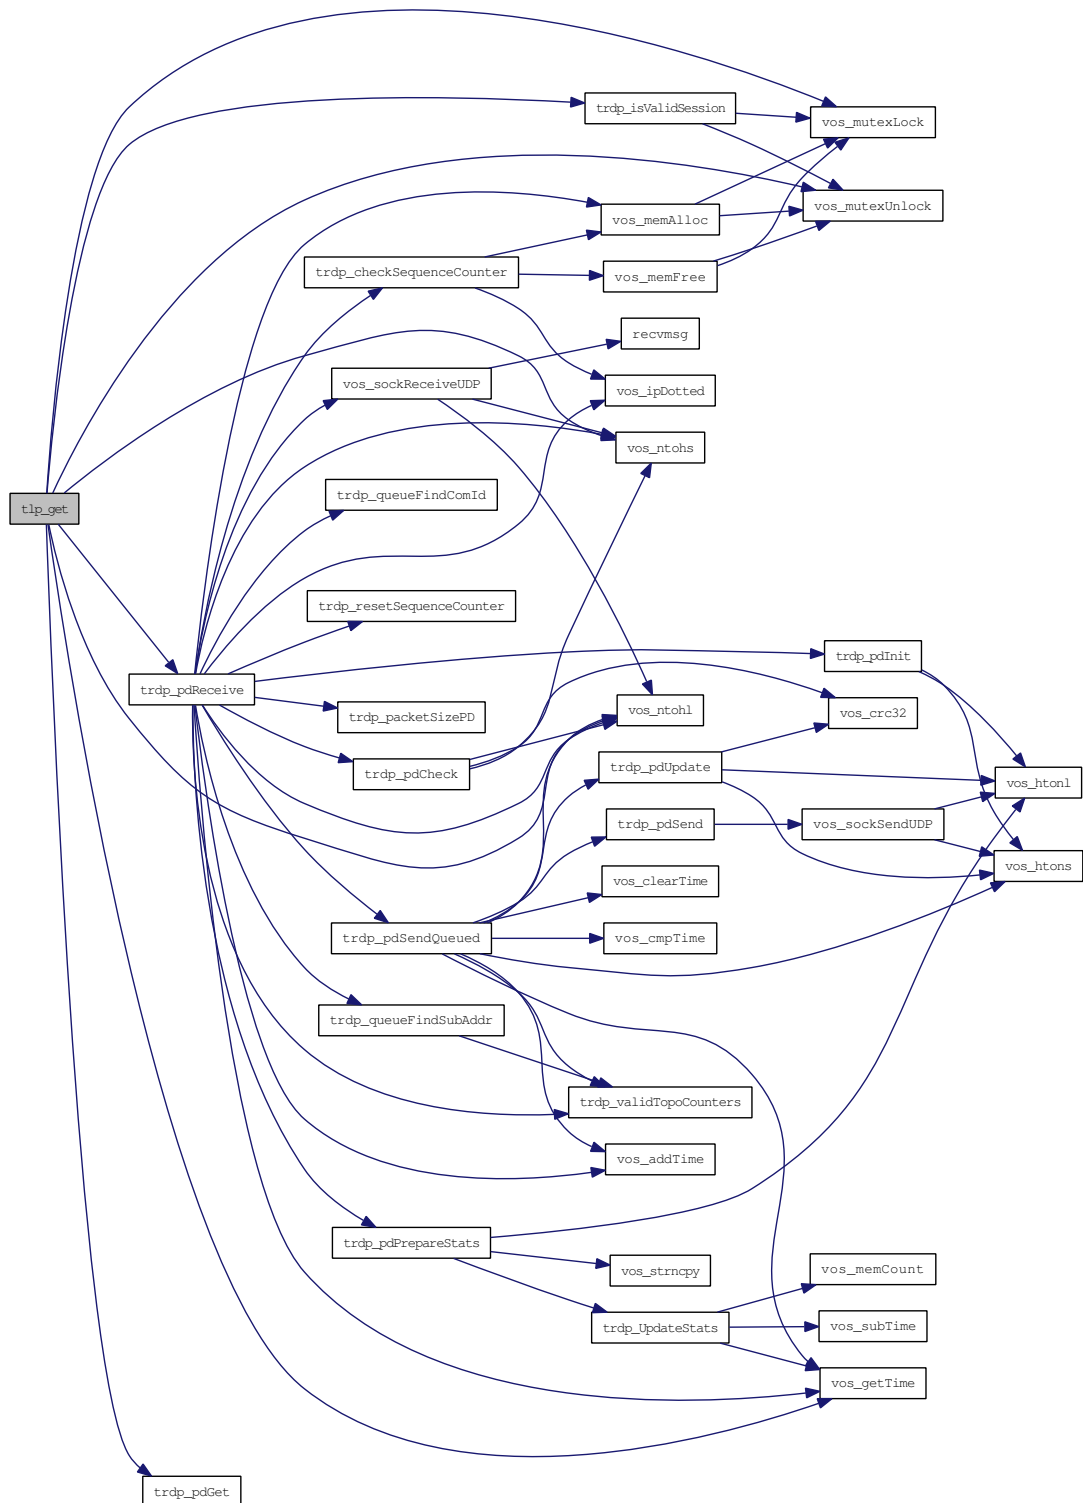 trdp_isValidSession
vos_mutexLock
vos_mutexUnlock
vos_memAlloc
trdp_checkSequenceCounter
vos_memFree
recvmsg
vos_sockReceiveUDP
vos_ipDotted
vos_ntohs
trdp_queueFindComId
tlp_get
trdp_resetSequenceCounter
trdp_pdInit
trdp_pdReceive
vos_ntohl
vos_crc32
trdp_packetSizePD
trdp_pdCheck
trdp_pdUpdate
vos_htonl
trdp_pdSend
vos_sockSendUDP
vos_htons
vos_clearTime
trdp_pdSendQueued
vos_cmpTime
trdp_queueFindSubAddr
trdp_validTopoCounters
vos_addTime
trdp_pdPrepareStats
vos_strncpy
vos_memCount
trdp_UpdateStats
vos_subTime
vos_getTime
trdp_pdGet